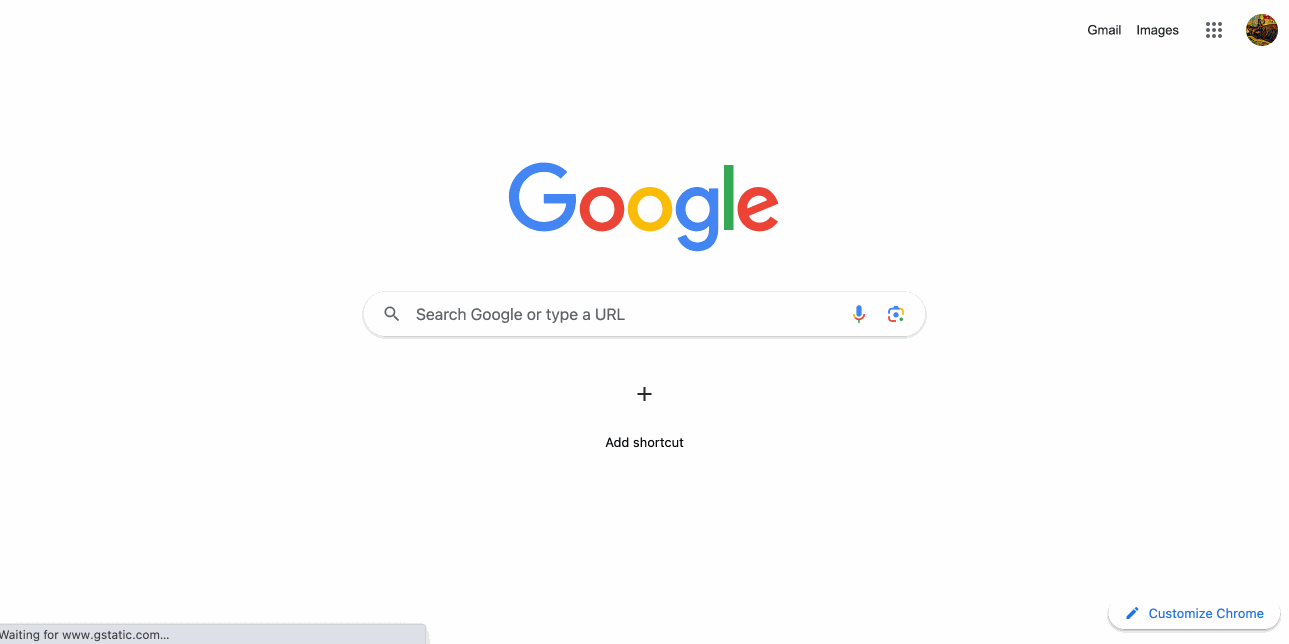 Gmail Images
Google
Search Google or type a URL
Add shortcut
Customize Chrome
Waiting for www.gstatic.com...